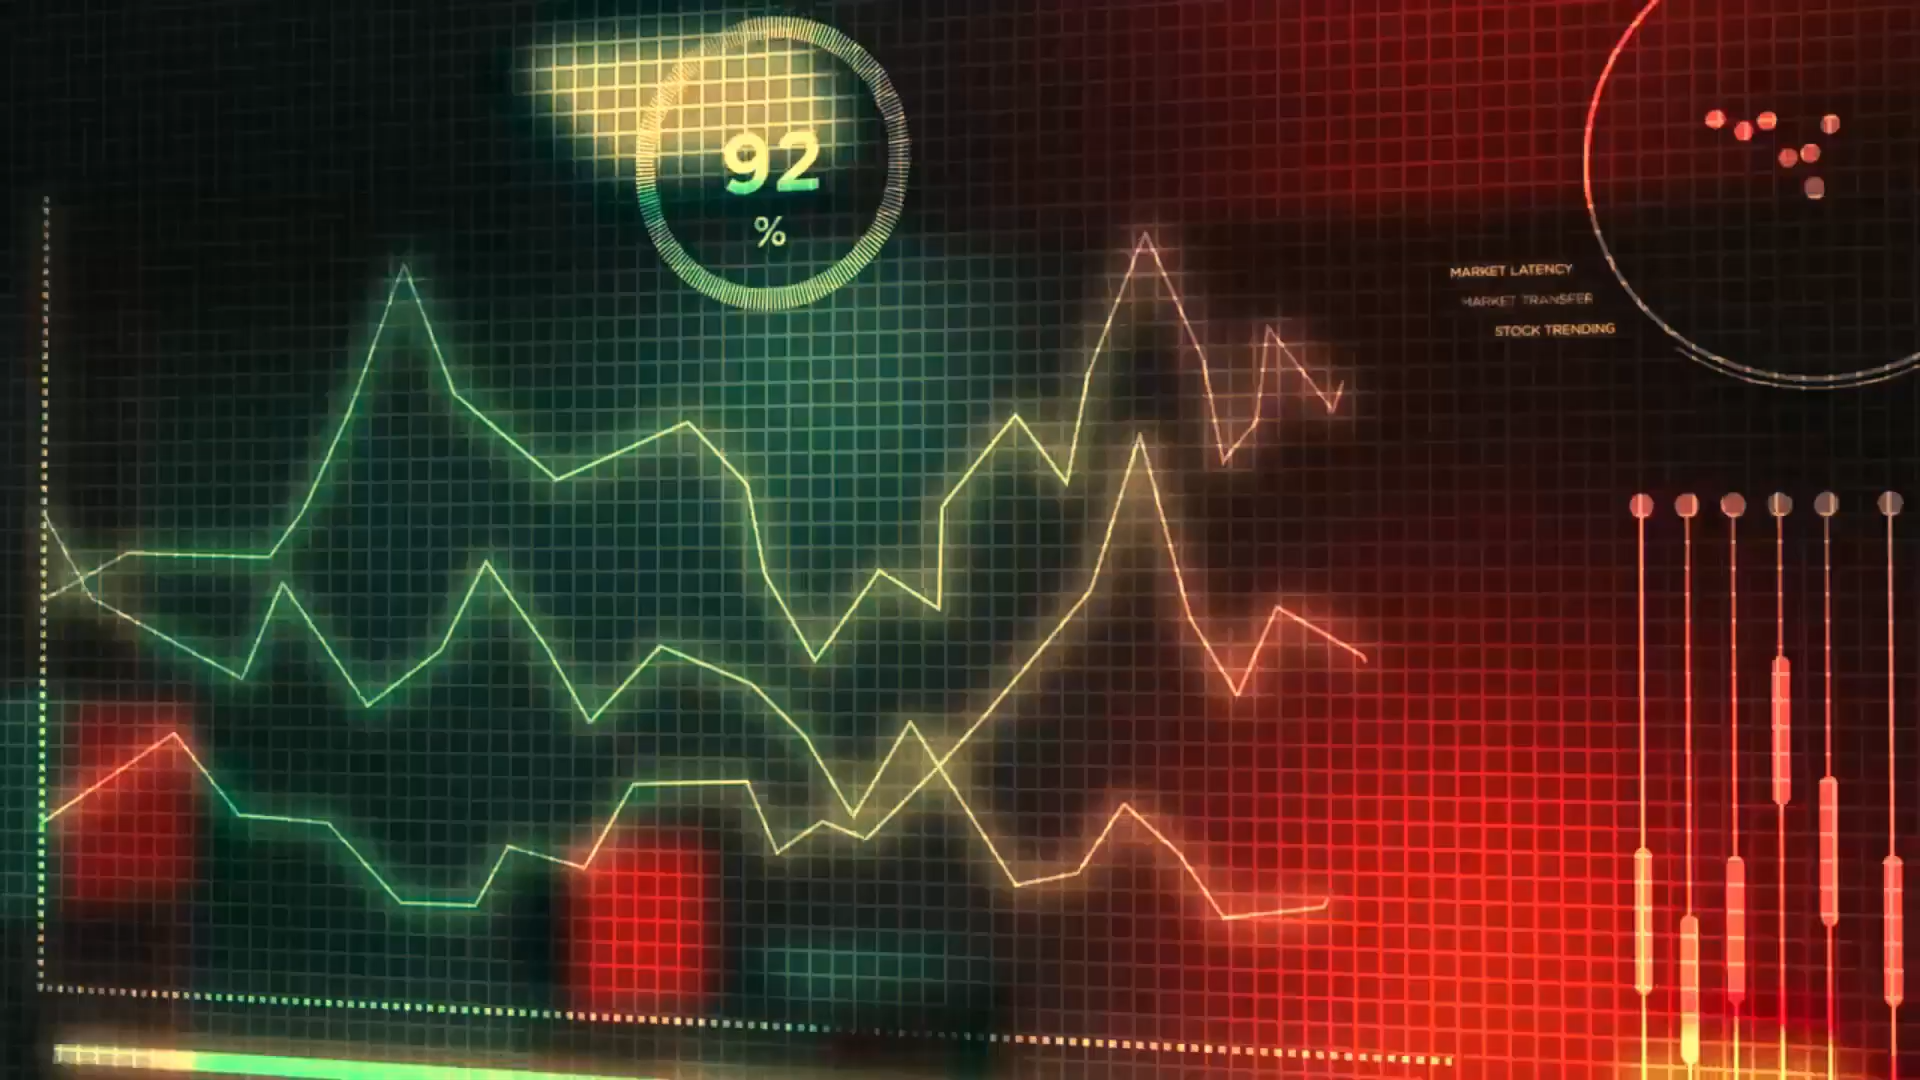 92
%
MARKET LATENCY
MARKET TRANSFER
STOCK TRENDING